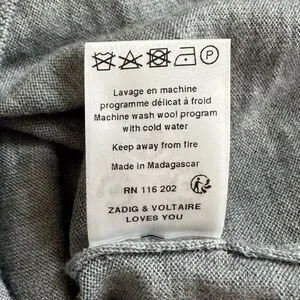 P
Lavage en machine
programme délicat à froid
Machine wash wool program
with cold water
Keep away from fire
Made in Madagascar
RN 116 202
ZADIG & VOLTAIRE
LOVES YOU